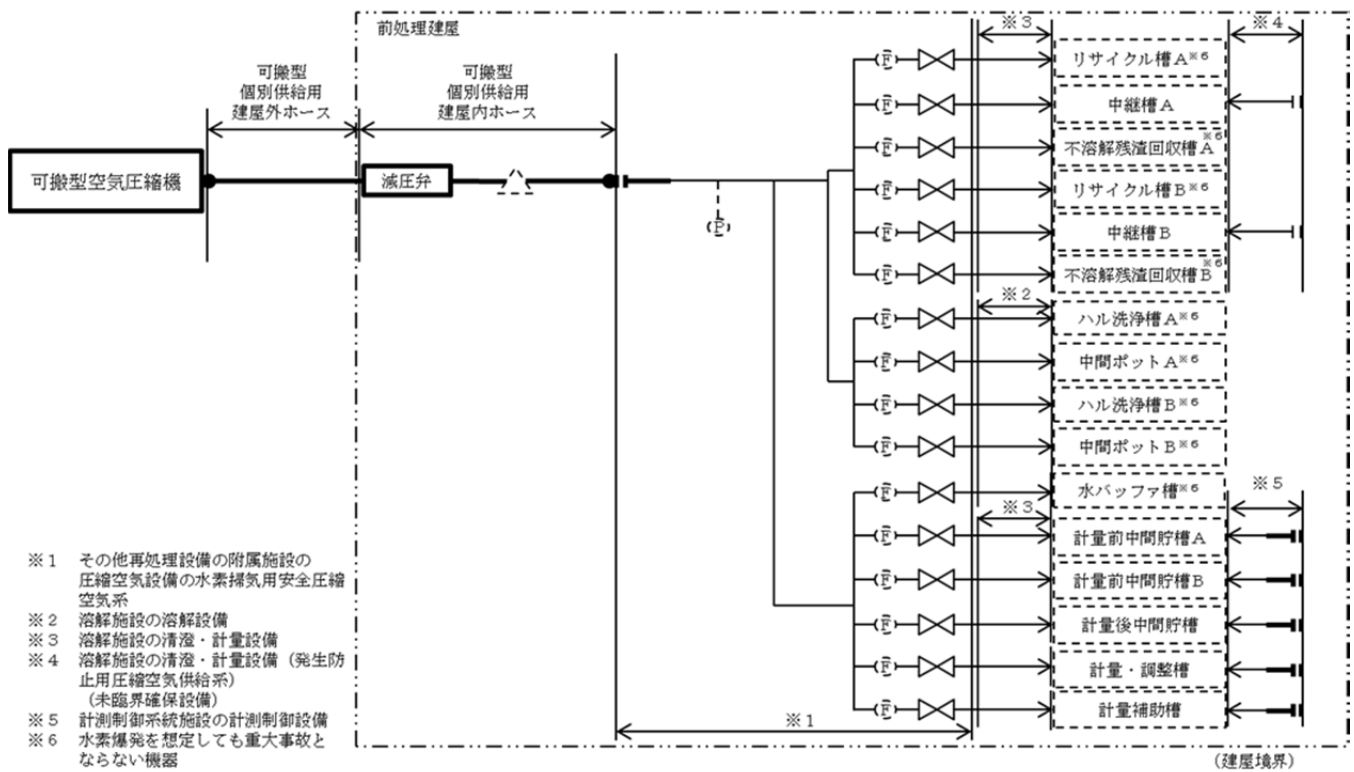 前処理建屋
※3
※4
可搬型
個別供給用
建屋外ホース
可搬型
個別供給用
建屋内ホース
可搬型空気圧縮機
減圧弁
P
F
リサイクル槽A※6
F
中継槽A
F
不溶解残渣回収槽A※6
F
リサイクル槽B※6
F
中継槽B
F
不溶解残渣回収槽B※6
※2
F
ハル洗浄槽A※6
F
中間ポットA※6
F
ハル洗浄槽B※6
F
中間ポットB※6
F
水バッファ槽※6
※3
※5
F
計量前中間貯槽A
F
計量前中間貯槽B
F
計量後中間貯槽
F
計量・調整槽
F
計量補助槽
※1
(建屋境界)
※1 その他再処理設備の附属施設の
圧縮空気設備の水素掃気用安全圧縮
空気系
※2 溶解施設の溶解設備
※3 溶解施設の清澄・計量設備
※4 溶解施設の清澄・計量設備(発生防
止用圧縮空気供給系)
(未臨界確保設備)
※5 計測制御系統施設の計測制御設備
※6 水素爆発を想定しても重大事故と
ならない機器